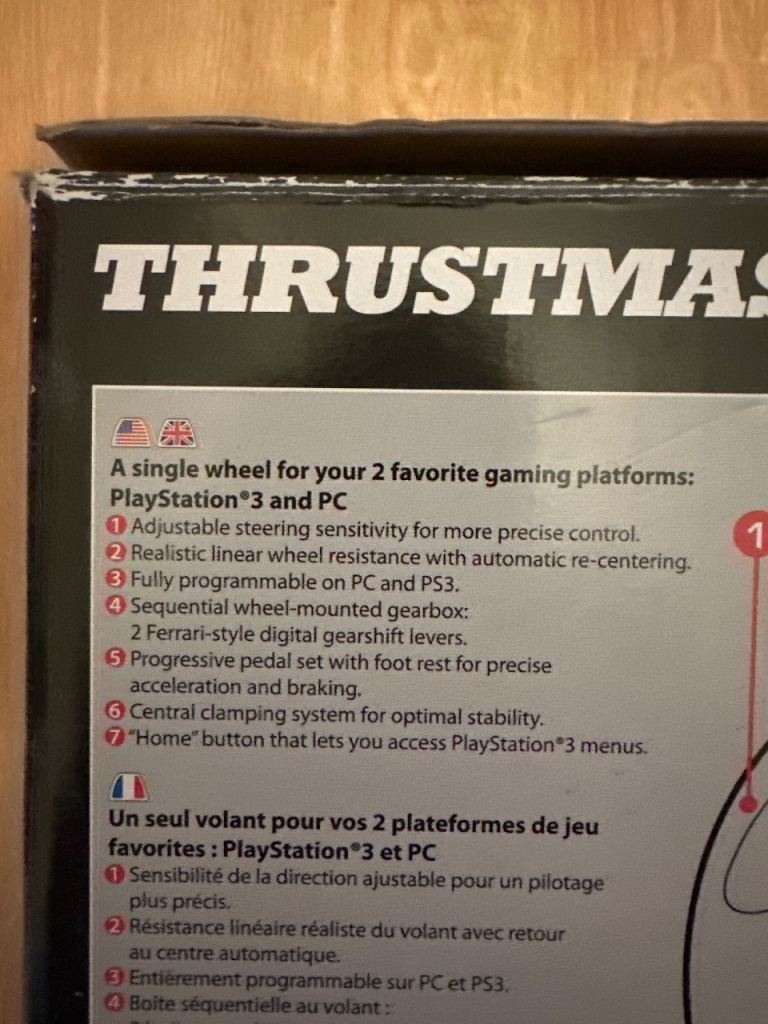 THRUSTMAS
A single wheel for your 2 favorite gaming platforms:
PlayStation®3 and PC
1 Adjustable steering sensitivity for more precise control.
2 Realistic linear wheel resistance with automatic re-centering.
3 Fully programmable on PC and PS3.
4 Sequential wheel-mounted gearbox:
2 Ferrari-style digital gearshift levers.
5 Progressive pedal set with foot rest for precise
acceleration and braking.
6 Central clamping system for optimal stability.
7 "Home" button that lets you access PlayStation®3 menus.
1
Un seul volant pour vos 2 plateformes de jeu
favorites : PlayStation®3 et PC
1 Sensibilité de la direction ajustable pour un pilotage
plus précis.
2 Résistance linéaire réaliste du volant avec retour
au centre automatique.
3 Entièrement programmable sur PC et PS3.
4 Boîte séquentielle au volant :